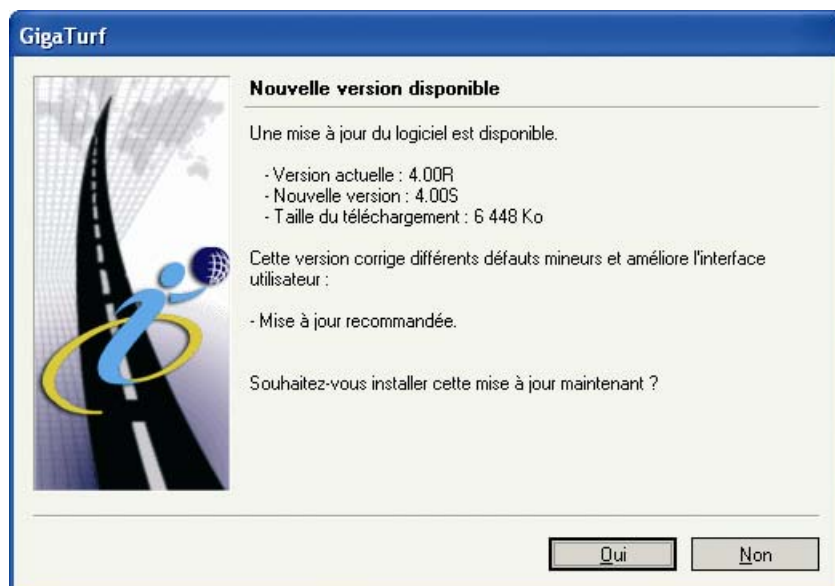 GigaTurf
Nouvelle version disponible
Une mise à jour du logiciel est disponible.
- Version actuelle : 4.00R
- Nouvelle version : 4.00S
- Taille du téléchargement : 6 448 Ko
Cette version corrige différents défauts mineurs et améliore l'interface
utilisateur :
- Mise à jour recommandée.
Souhaitez-vous installer cette mise à jour maintenant ?
Oui
Non